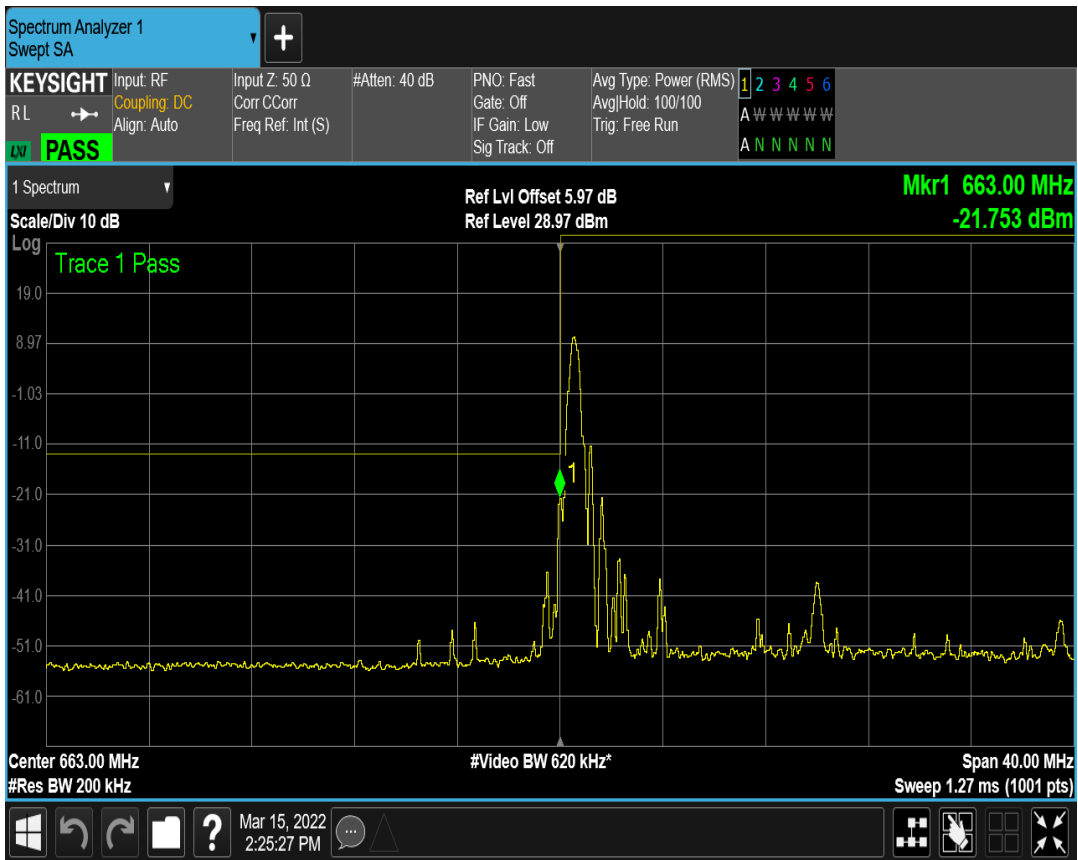 Spectrum Analyzer 1
Swept SA
+
KEYSIGHT
R L
LXI
PASS
Input: RF
Coupling: DC
Align: Auto
Input Z: 50 Ω
Corr CCorr
Freq Ref: Int (S)
#Atten: 40 dB
PNO: Fast
Gate: Off
IF Gain: Low
Sig Track: Off
Avg Type: Power (RMS)
Avg|Hold: 100/100
Trig: Free Run
1 2 3 4 5 6
A W W W W W
A N N N N N
1 Spectrum
Scale/Div 10 dB
Ref Lvl Offset 5.97 dB
Ref Level 28.97 dBm
Mkr1 663.00 MHz
-21.753 dBm
Log
Trace 1 Pass
19.0
8.97
-1.03
-11.0
-21.0
-31.0
-41.0
-51.0
-61.0
1
Center 663.00 MHz
#Res BW 200 kHz
#Video BW 620 kHz*
Span 40.00 MHz
Sweep 1.27 ms (1001 pts)
?
Mar 15, 2022
2:25:27 PM